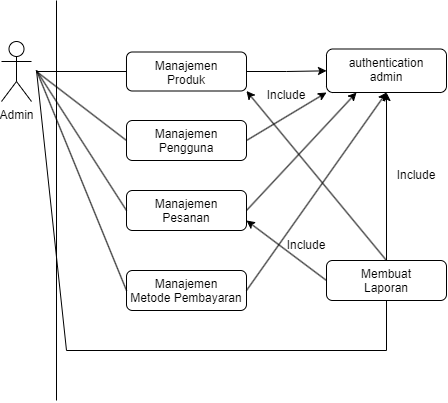 Admin
Manajemen
Produk
authentication
admin
Include
Manajemen
Pengguna
Include
Manajemen
Pesanan
Include
Manajemen
Metode Pembayaran
Membuat
Laporan